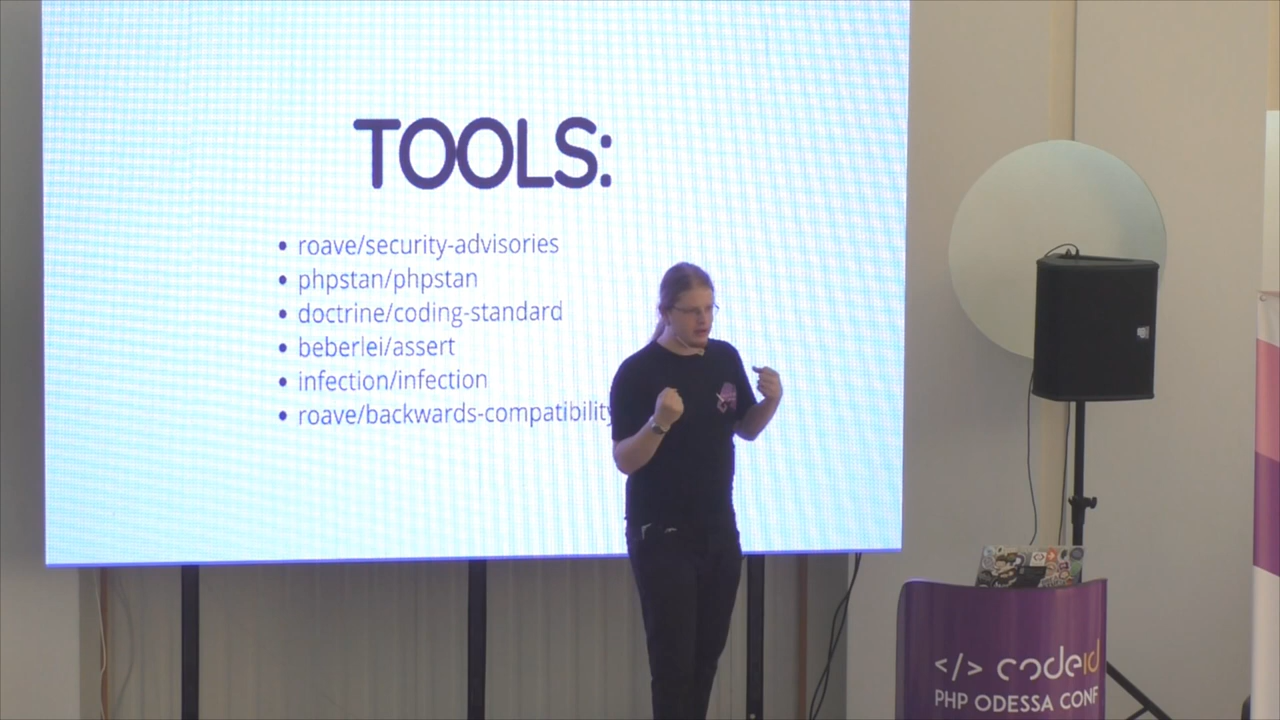 TOOLS:
• roave/security-advisories
• phpstan/phpstan
• doctrine/coding-standard
• beberlei/assert
• infection/infection
• roave/backwards-compatibility
</> codeid
PHP ODESSA CONF